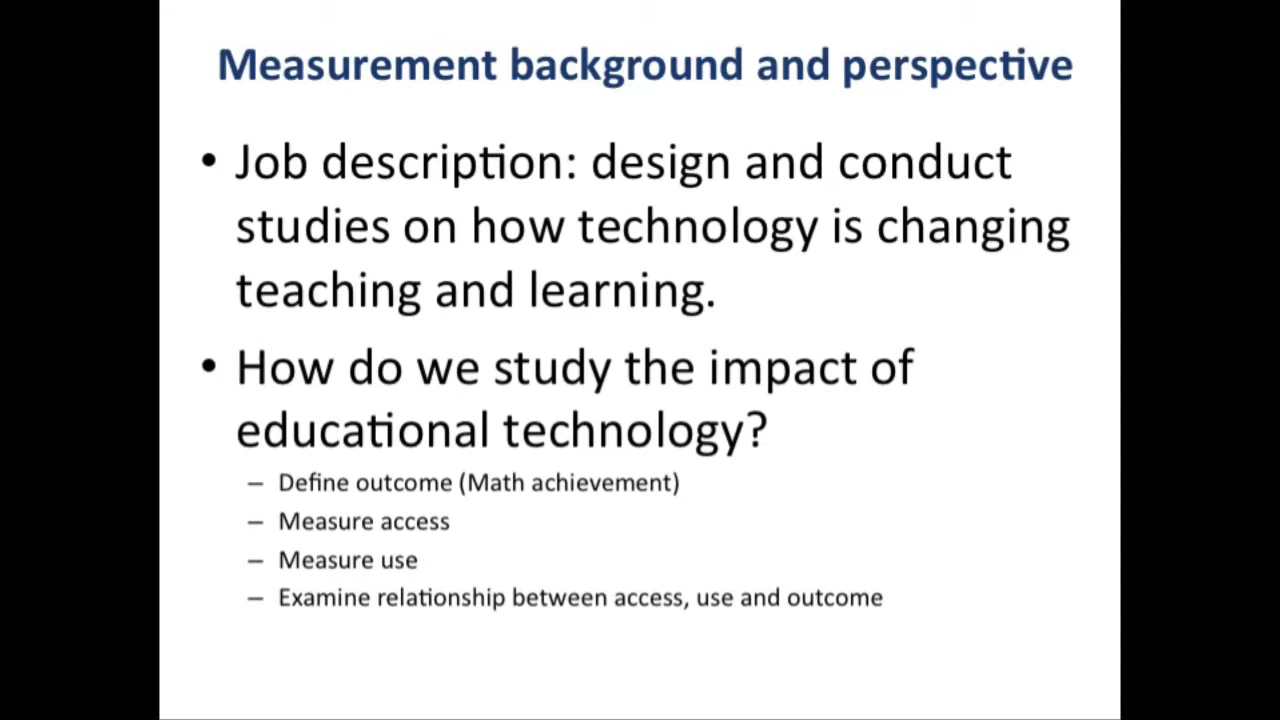 Measurement background and perspective
• Job description: design and conduct
studies on how technology is changing
teaching and learning.
• How do we study the impact of
educational technology?
– Define outcome (Math achievement)
– Measure access
– Measure use
– Examine relationship between access, use and outcome